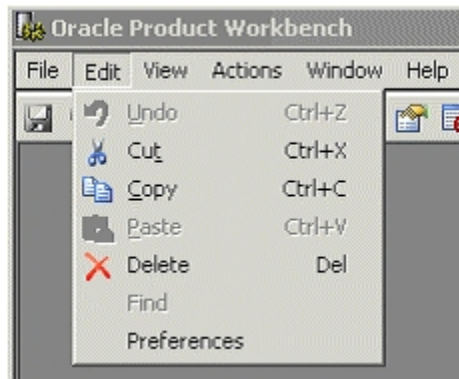 Oracle Product Workbench
File Edit View Actions Window Help
Undo Ctrl+Z
Cut Ctrl+X
Copy Ctrl+C
Paste Ctrl+V
Delete Del
Find
Preferences